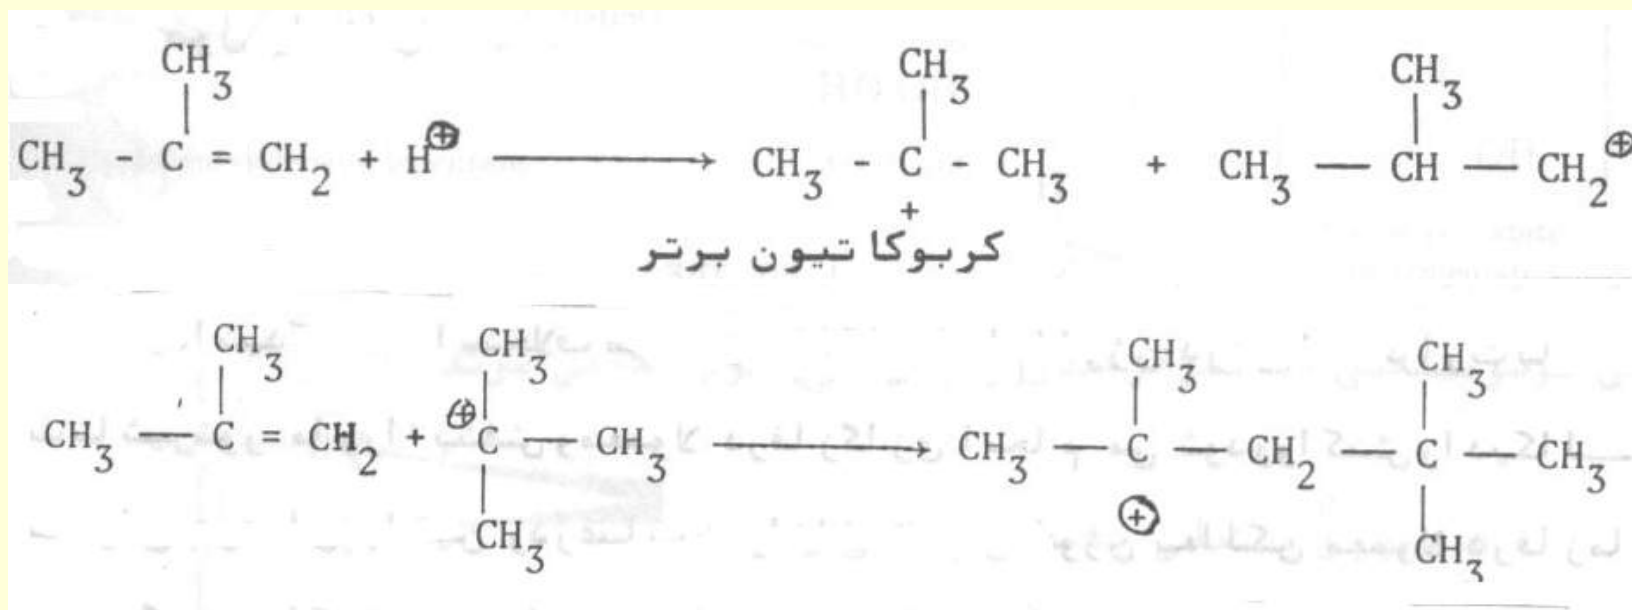 CH3 CH3 CH3
CH3 - C = CH2 + H⊕ ⟶ CH3 - C - CH3 + CH3 — CH — CH2⊕
+
کربوکاتیون برتر
CH3 CH3 CH3 CH3
CH3 — C = CH2 + ⊕C — CH3 ⟶ CH3 — C — CH2 — C — CH3
CH3 ⊕ CH3